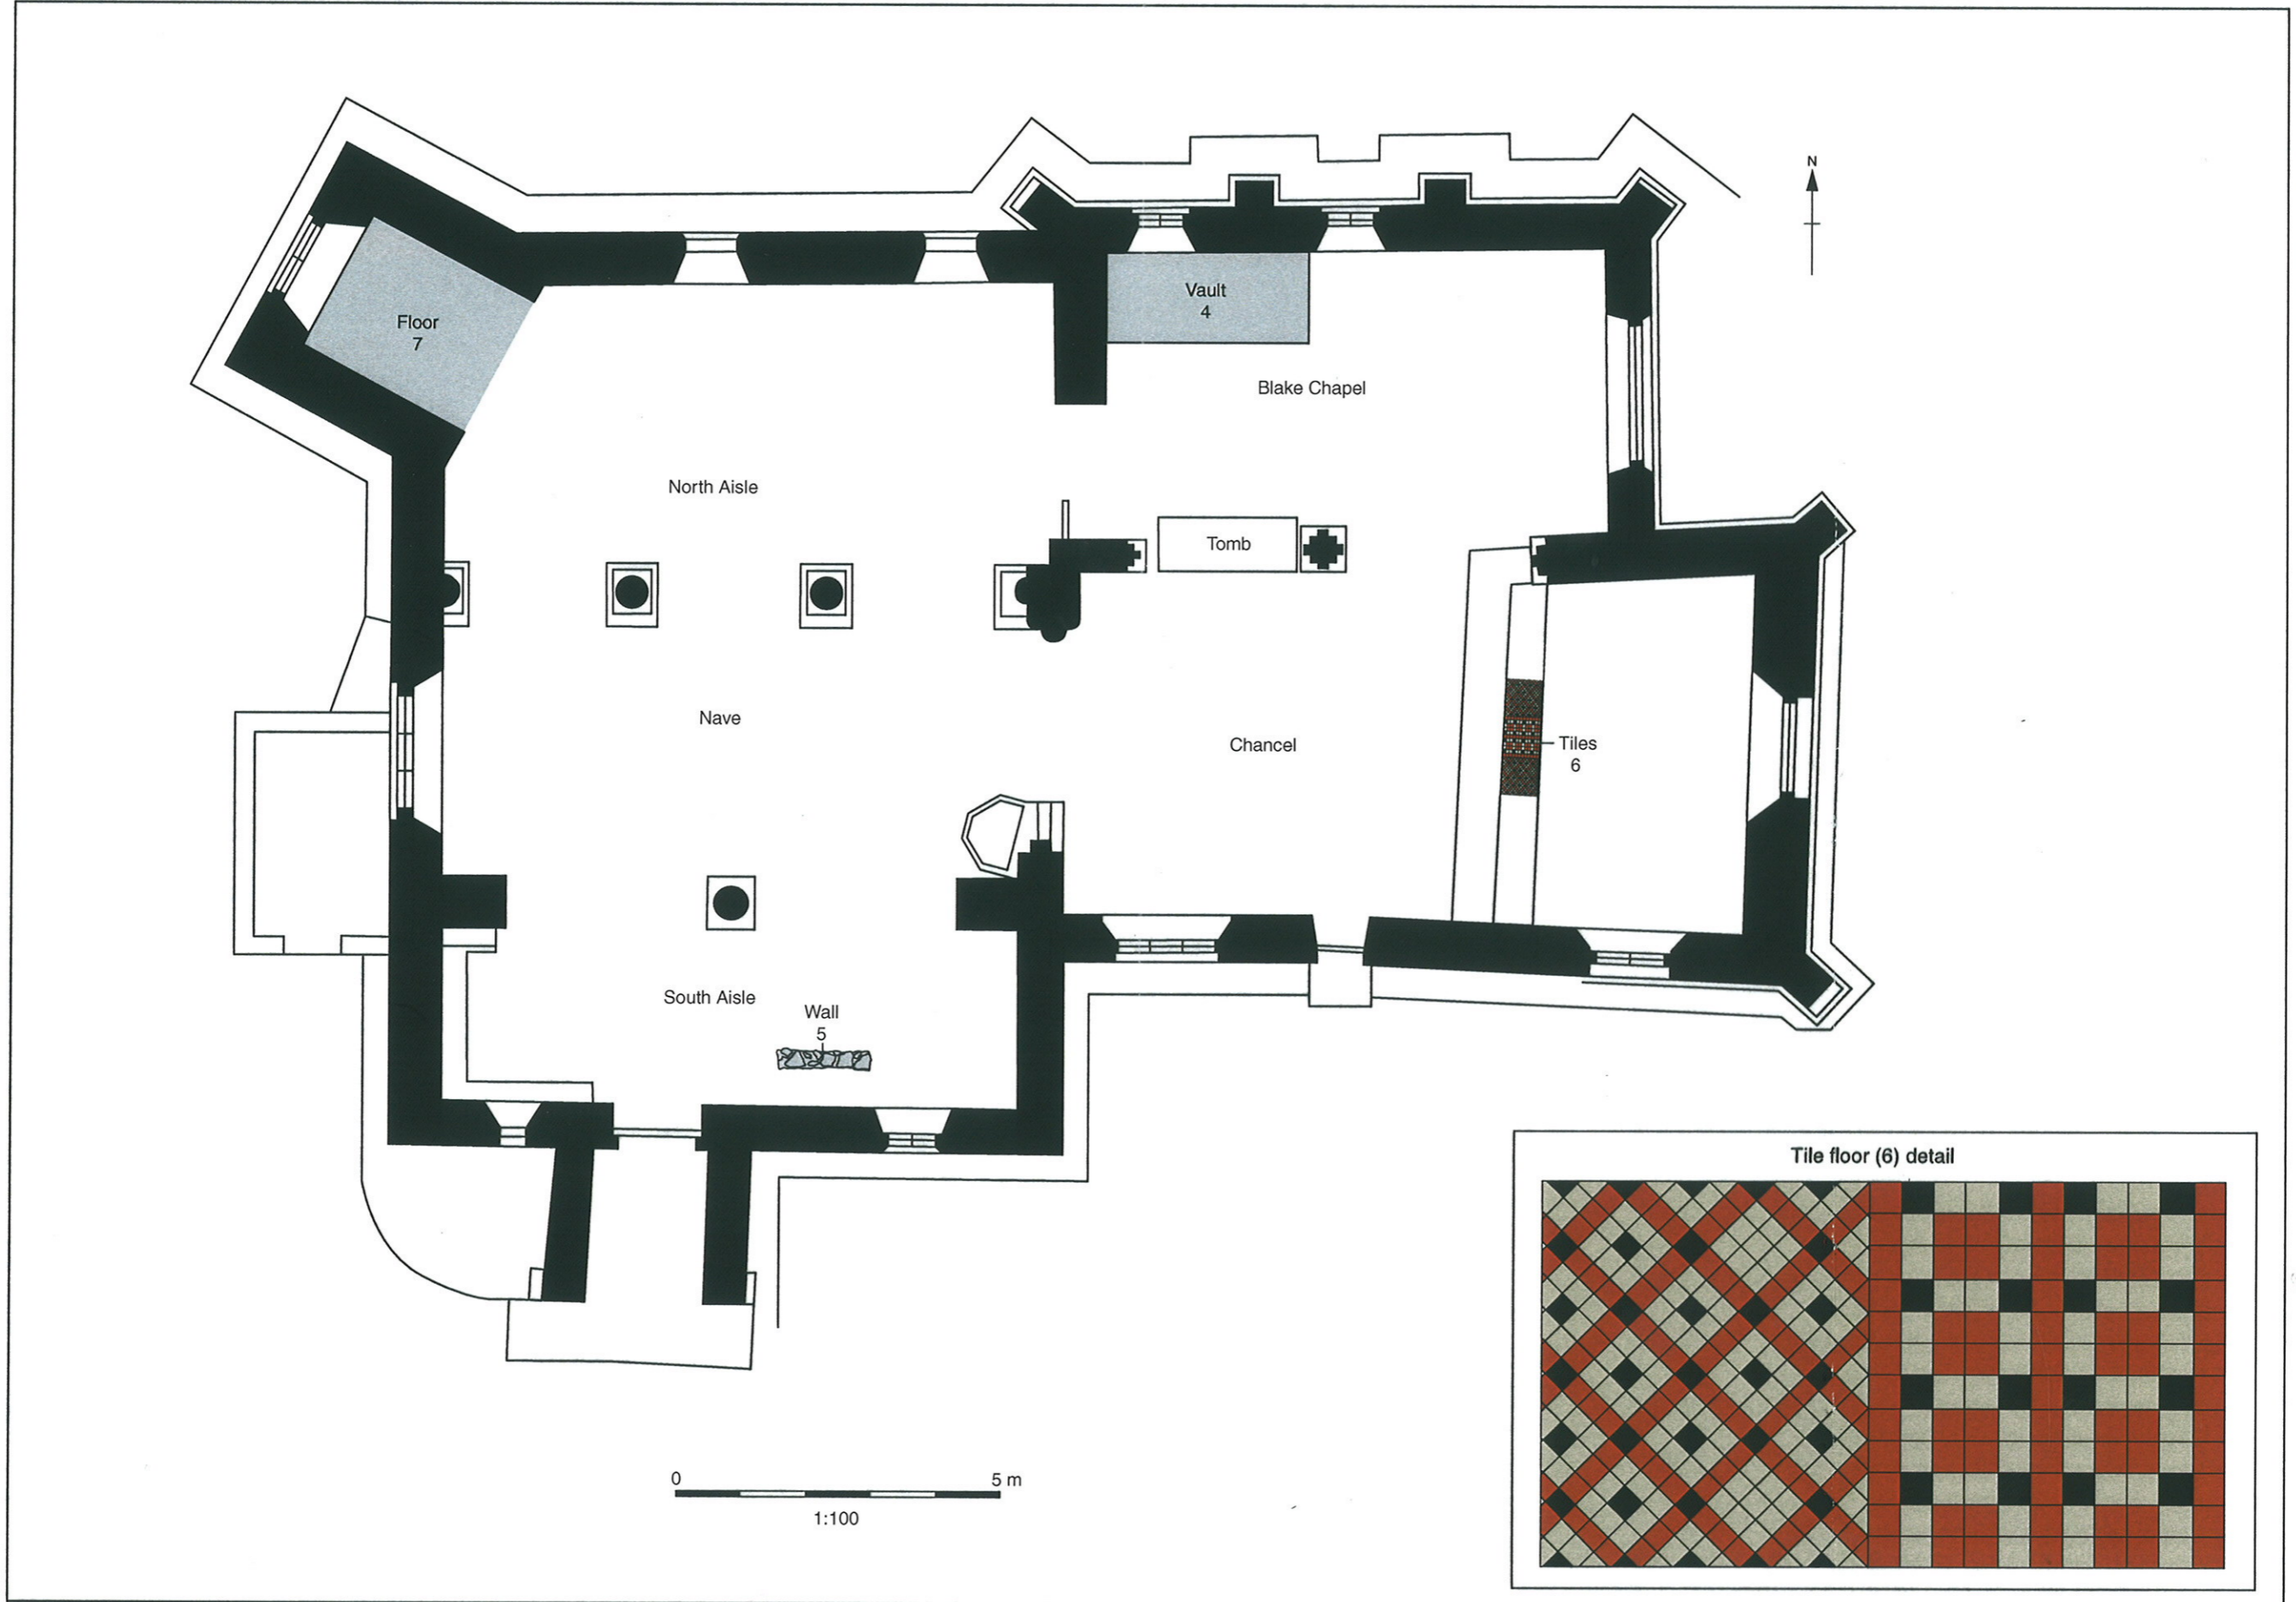 N
Floor
7
Vault
4
Blake Chapel
North Aisle
Tomb
Nave
Chancel
Tiles
6
South Aisle
Wall
5
Tile floor (6) detail
0
5 m
1:100